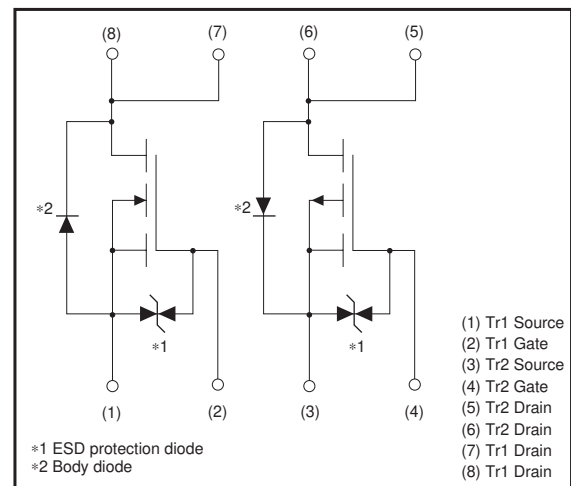 (8) (7) (6) (5)
∗2 ∗2
∗1 ∗1
(1) (2) (3) (4)
∗1 ESD protection diode
∗2 Body diode
(1) Tr1 Source
(2) Tr1 Gate
(3) Tr2 Source
(4) Tr2 Gate
(5) Tr2 Drain
(6) Tr2 Drain
(7) Tr1 Drain
(8) Tr1 Drain